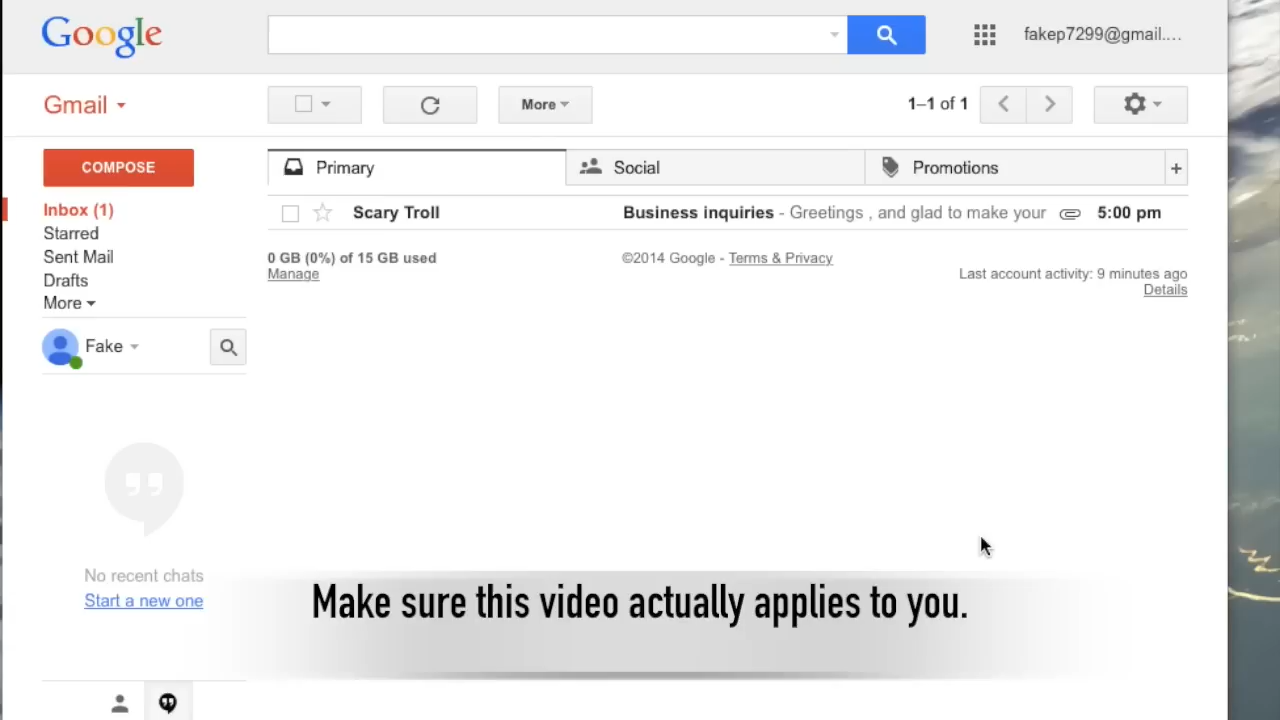 Google
fakep7299@gmail....
Gmail
More
1–1 of 1
COMPOSE
Primary
Social
Promotions
+
Inbox (1)
Scary Troll
Business inquiries - Greetings , and glad to make your
5:00 pm
Starred
Sent Mail
Drafts
More
0 GB (0%) of 15 GB used
Manage
©2014 Google - Terms & Privacy
Last account activity: 9 minutes ago
Details
Fake
No recent chats
Start a new one
Make sure this video actually applies to you.